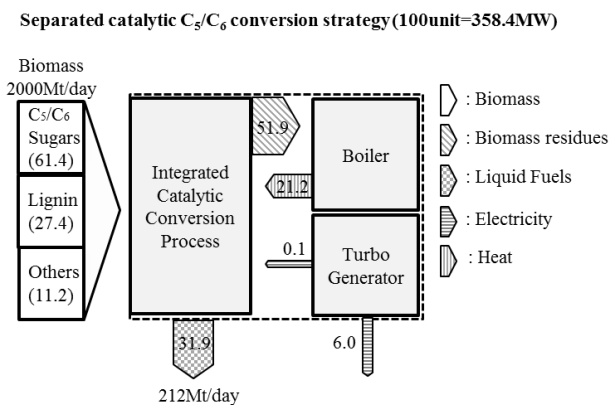 Separated catalytic C₅/C₆ conversion strategy(100unit=358.4MW)
Biomass
2000Mt/day
C₅/C₆
Sugars
(61.4)
Lignin
(27.4)
Others
(11.2)
Integrated
Catalytic
Conversion
Process
51.9
21.2
0.1
Boiler
Turbo
Generator
31.9
6.0
212Mt/day
: Biomass
: Biomass residues
: Liquid Fuels
: Electricity
: Heat